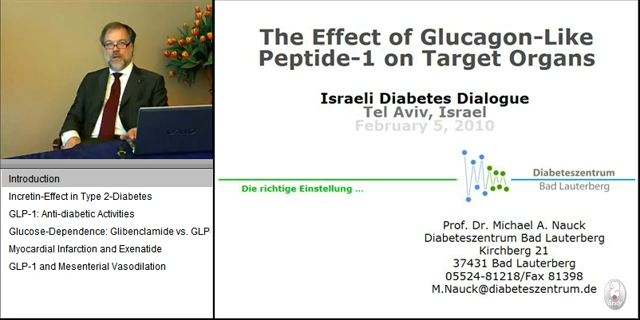 The Effect of Glucagon-Like
Peptide-1 on Target Organs
Israeli Diabetes Dialogue
Tel Aviv, Israel
February 5, 2010
Die richtige Einstellung ...
Diabeteszentrum
Bad Lauterberg
Prof. Dr. Michael A. Nauck
Diabeteszentrum Bad Lauterberg
Kirchberg 21
37431 Bad Lauterberg
05524-81218/Fax 81398
M.Nauck@diabeteszentrum.de
Introduction
Incretin-Effect in Type 2-Diabetes
GLP-1: Anti-diabetic Activities
Glucose-Dependence: Glibenclamide vs. GLP
Myocardial Infarction and Exenatide
GLP-1 and Mesenterial Vasodilation